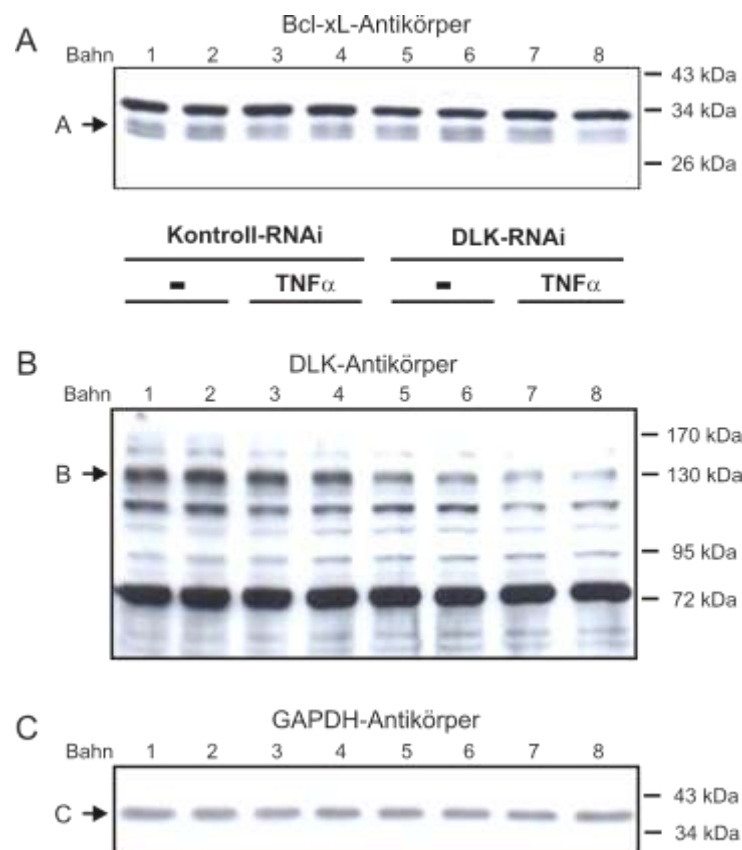 A
Bcl-xL-Antikörper
Bahn 1 2 3 4 5 6 7 8
43 kDa
A 34 kDa
26 kDa
Kontroll-RNAi DLK-RNAi
- TNFα - TNFα
B
DLK-Antikörper
Bahn 1 2 3 4 5 6 7 8
170 kDa
B 130 kDa
95 kDa
72 kDa
C
GAPDH-Antikörper
Bahn 1 2 3 4 5 6 7 8
43 kDa
C
34 kDa